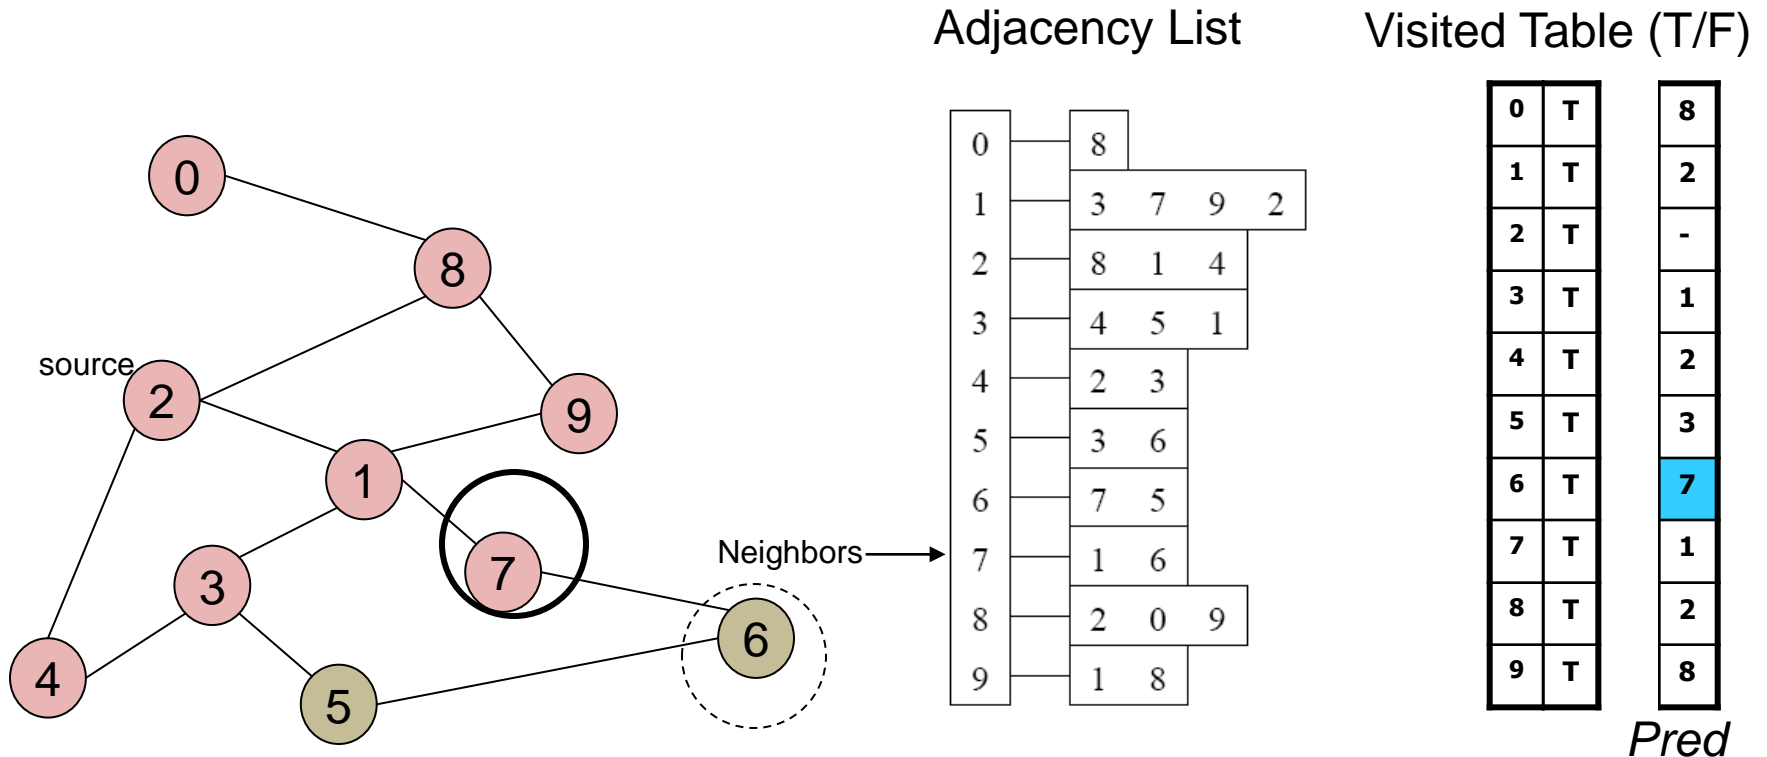 Adjacency List
Visited Table (T/F)
0
8
source
2
9
1
7
3
6
4
5
Neighbors
0 8
1 3 7 9 2
2 8 1 4
3 4 5 1
4 2 3
5 3 6
6 7 5
7 1 6
8 2 0 9
9 1 8
0 T 8
1 T 2
2 T -
3 T 1
4 T 2
5 T 3
6 T 7
7 T 1
8 T 2
9 T 8
Pred